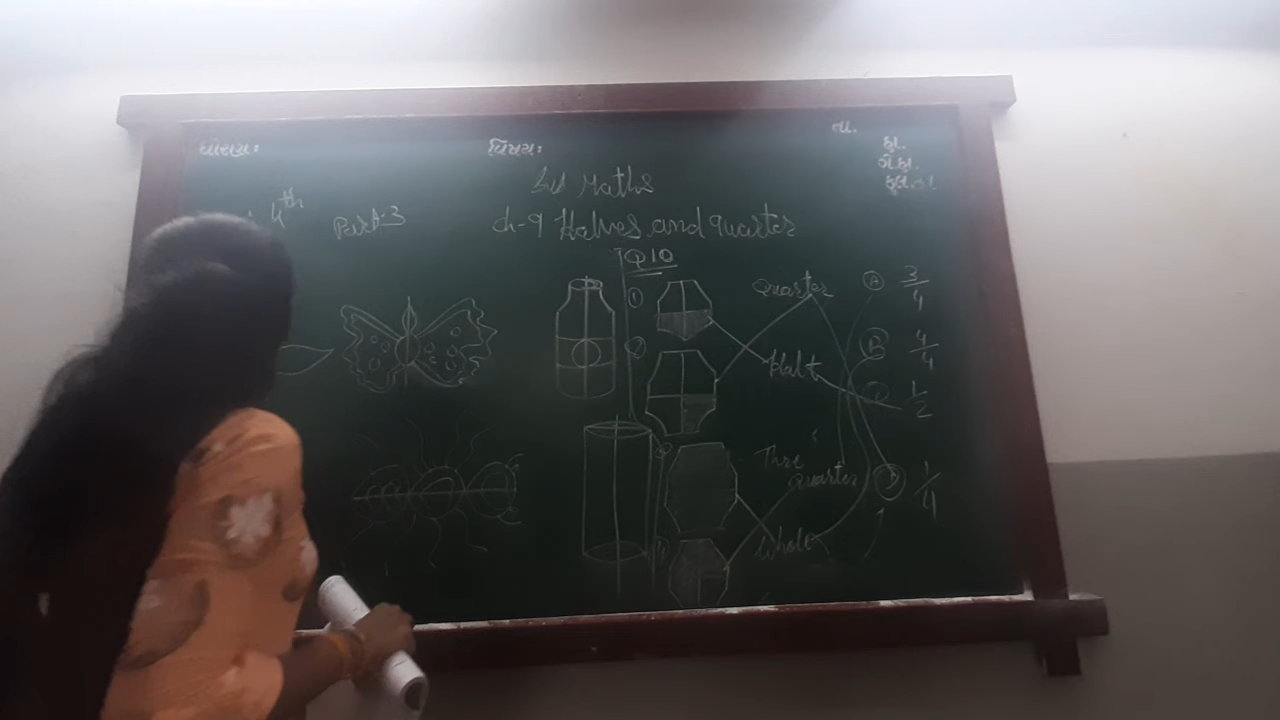 ધોરણ: વિષય: તા.
હા.
ગે.હા.
કુલ.
Sub Maths
4th Part-3 Ch-9 Halves and quarter
Q10
① Quarter Ⓐ 3/4
② Half Ⓑ 4/4
1/2
Three quarter Ⓓ 1/4
Whole